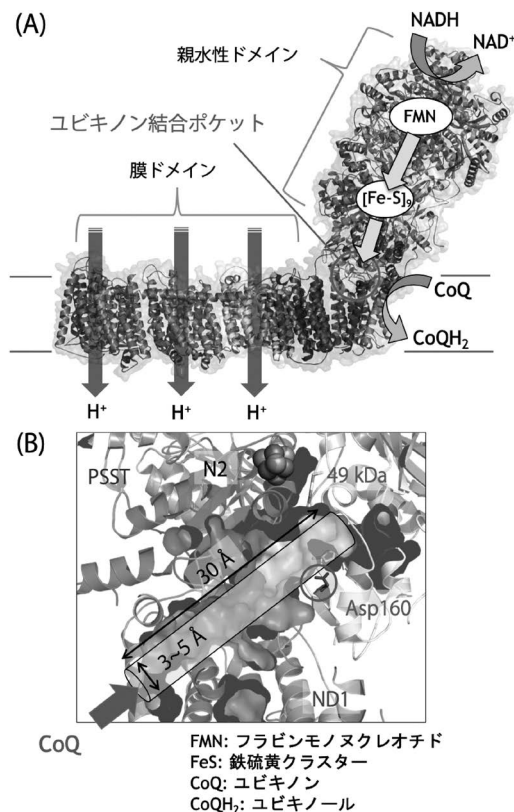 (A)
NADH
NAD⁺
親水性ドメイン
FMN
ユビキノン結合ポケット
膜ドメイン
[Fe-S]₉
CoQ
CoQH₂
H⁺ H⁺ H⁺
(B)
PSST
N2
49 kDa
30 Å
Asp160
3~5 Å
ND1
CoQ
FMN: フラビンモノヌクレオチド
FeS: 鉄硫黄クラスター
CoQ: ユビキノン
CoQH₂: ユビキノール